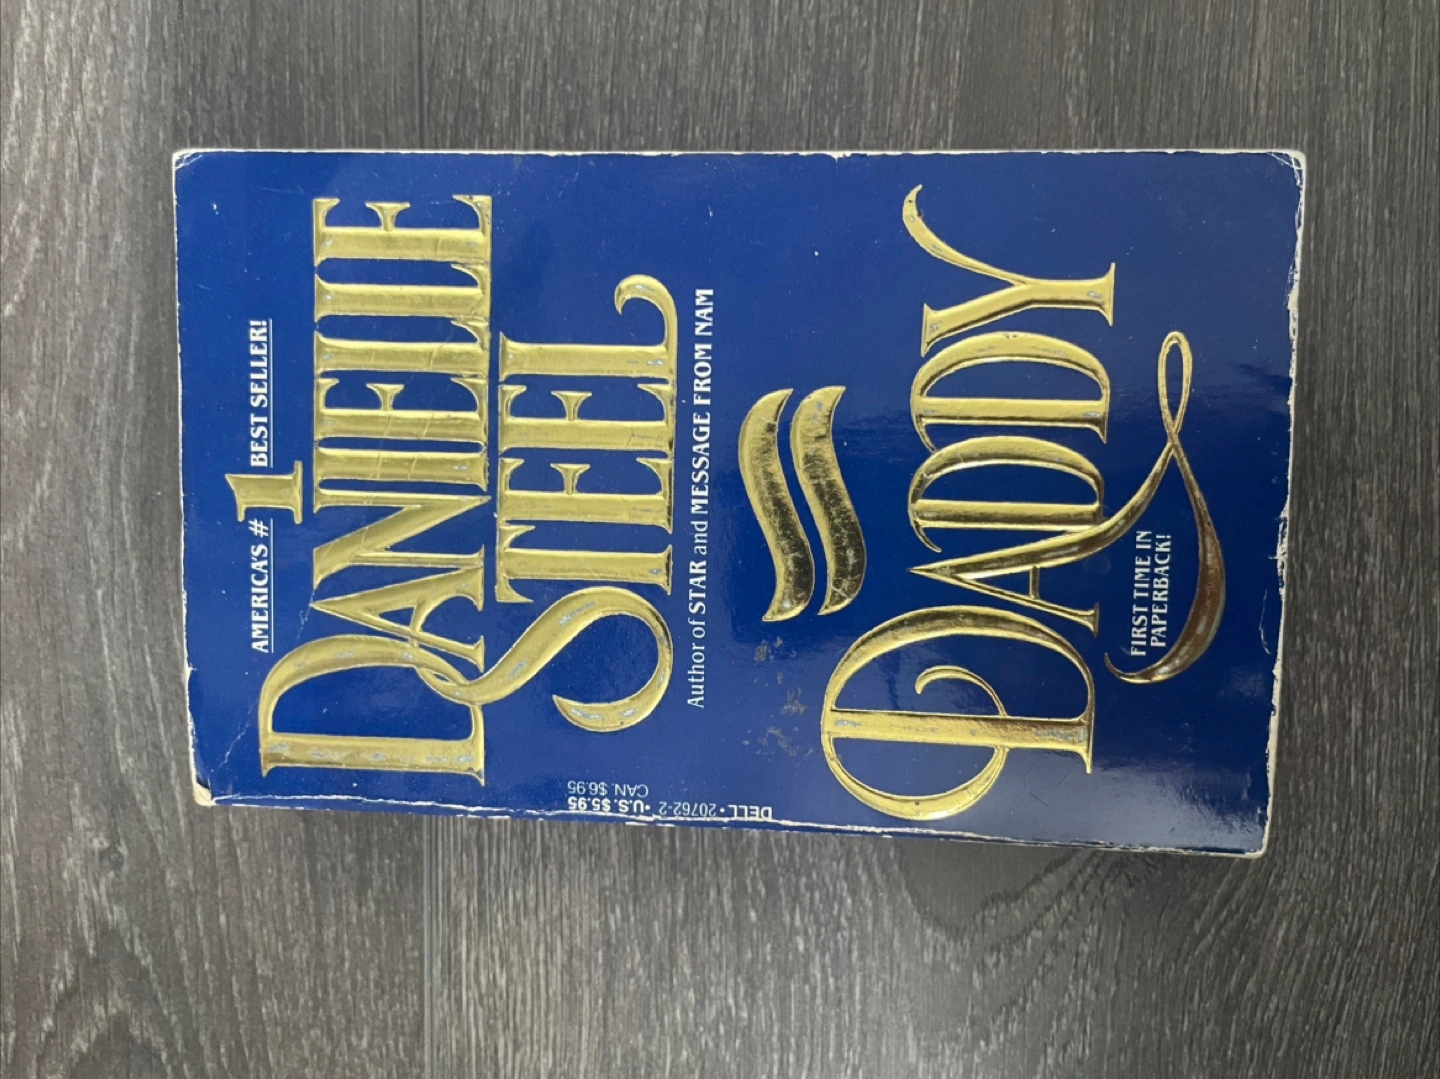 AMERICA'S #1 BEST SELLER!
DANIELLE
STEEL
Author of STAR and MESSAGE FROM NAM
DADDY
FIRST TIME IN
PAPERBACK!
DELL • 20762-2 • U.S. $5.95
CAN. $6.95